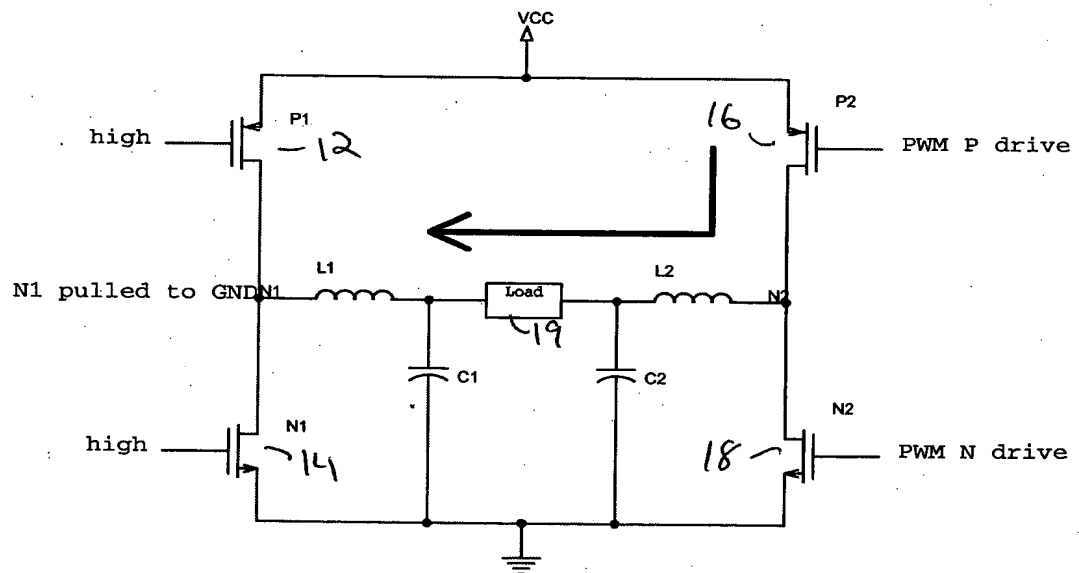 VCC
P1
P2
high
12
16
PWM P drive
L1
L2
N1 pulled to GND
N1
Load
N2
19
C1
C2
N1
N2
high
14
18
PWM N drive